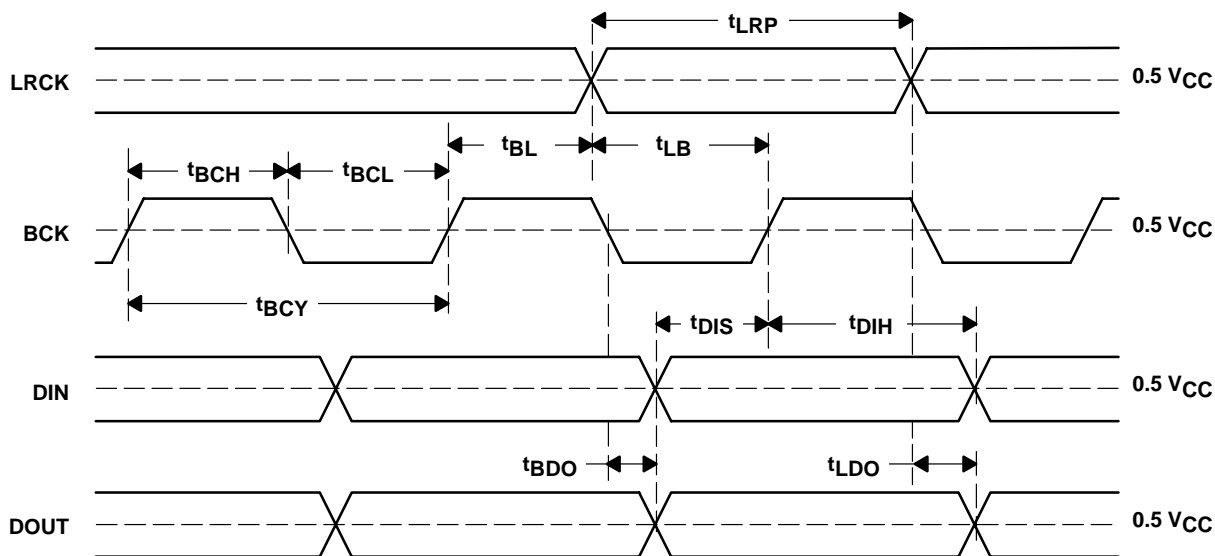 tLRP
LRCK
0.5 VCC
tBL
tLB
tBCH
tBCL
BCK
0.5 VCC
tBCY
tDIS
tDIH
DIN
0.5 VCC
tBDO
tLDO
DOUT
0.5 VCC